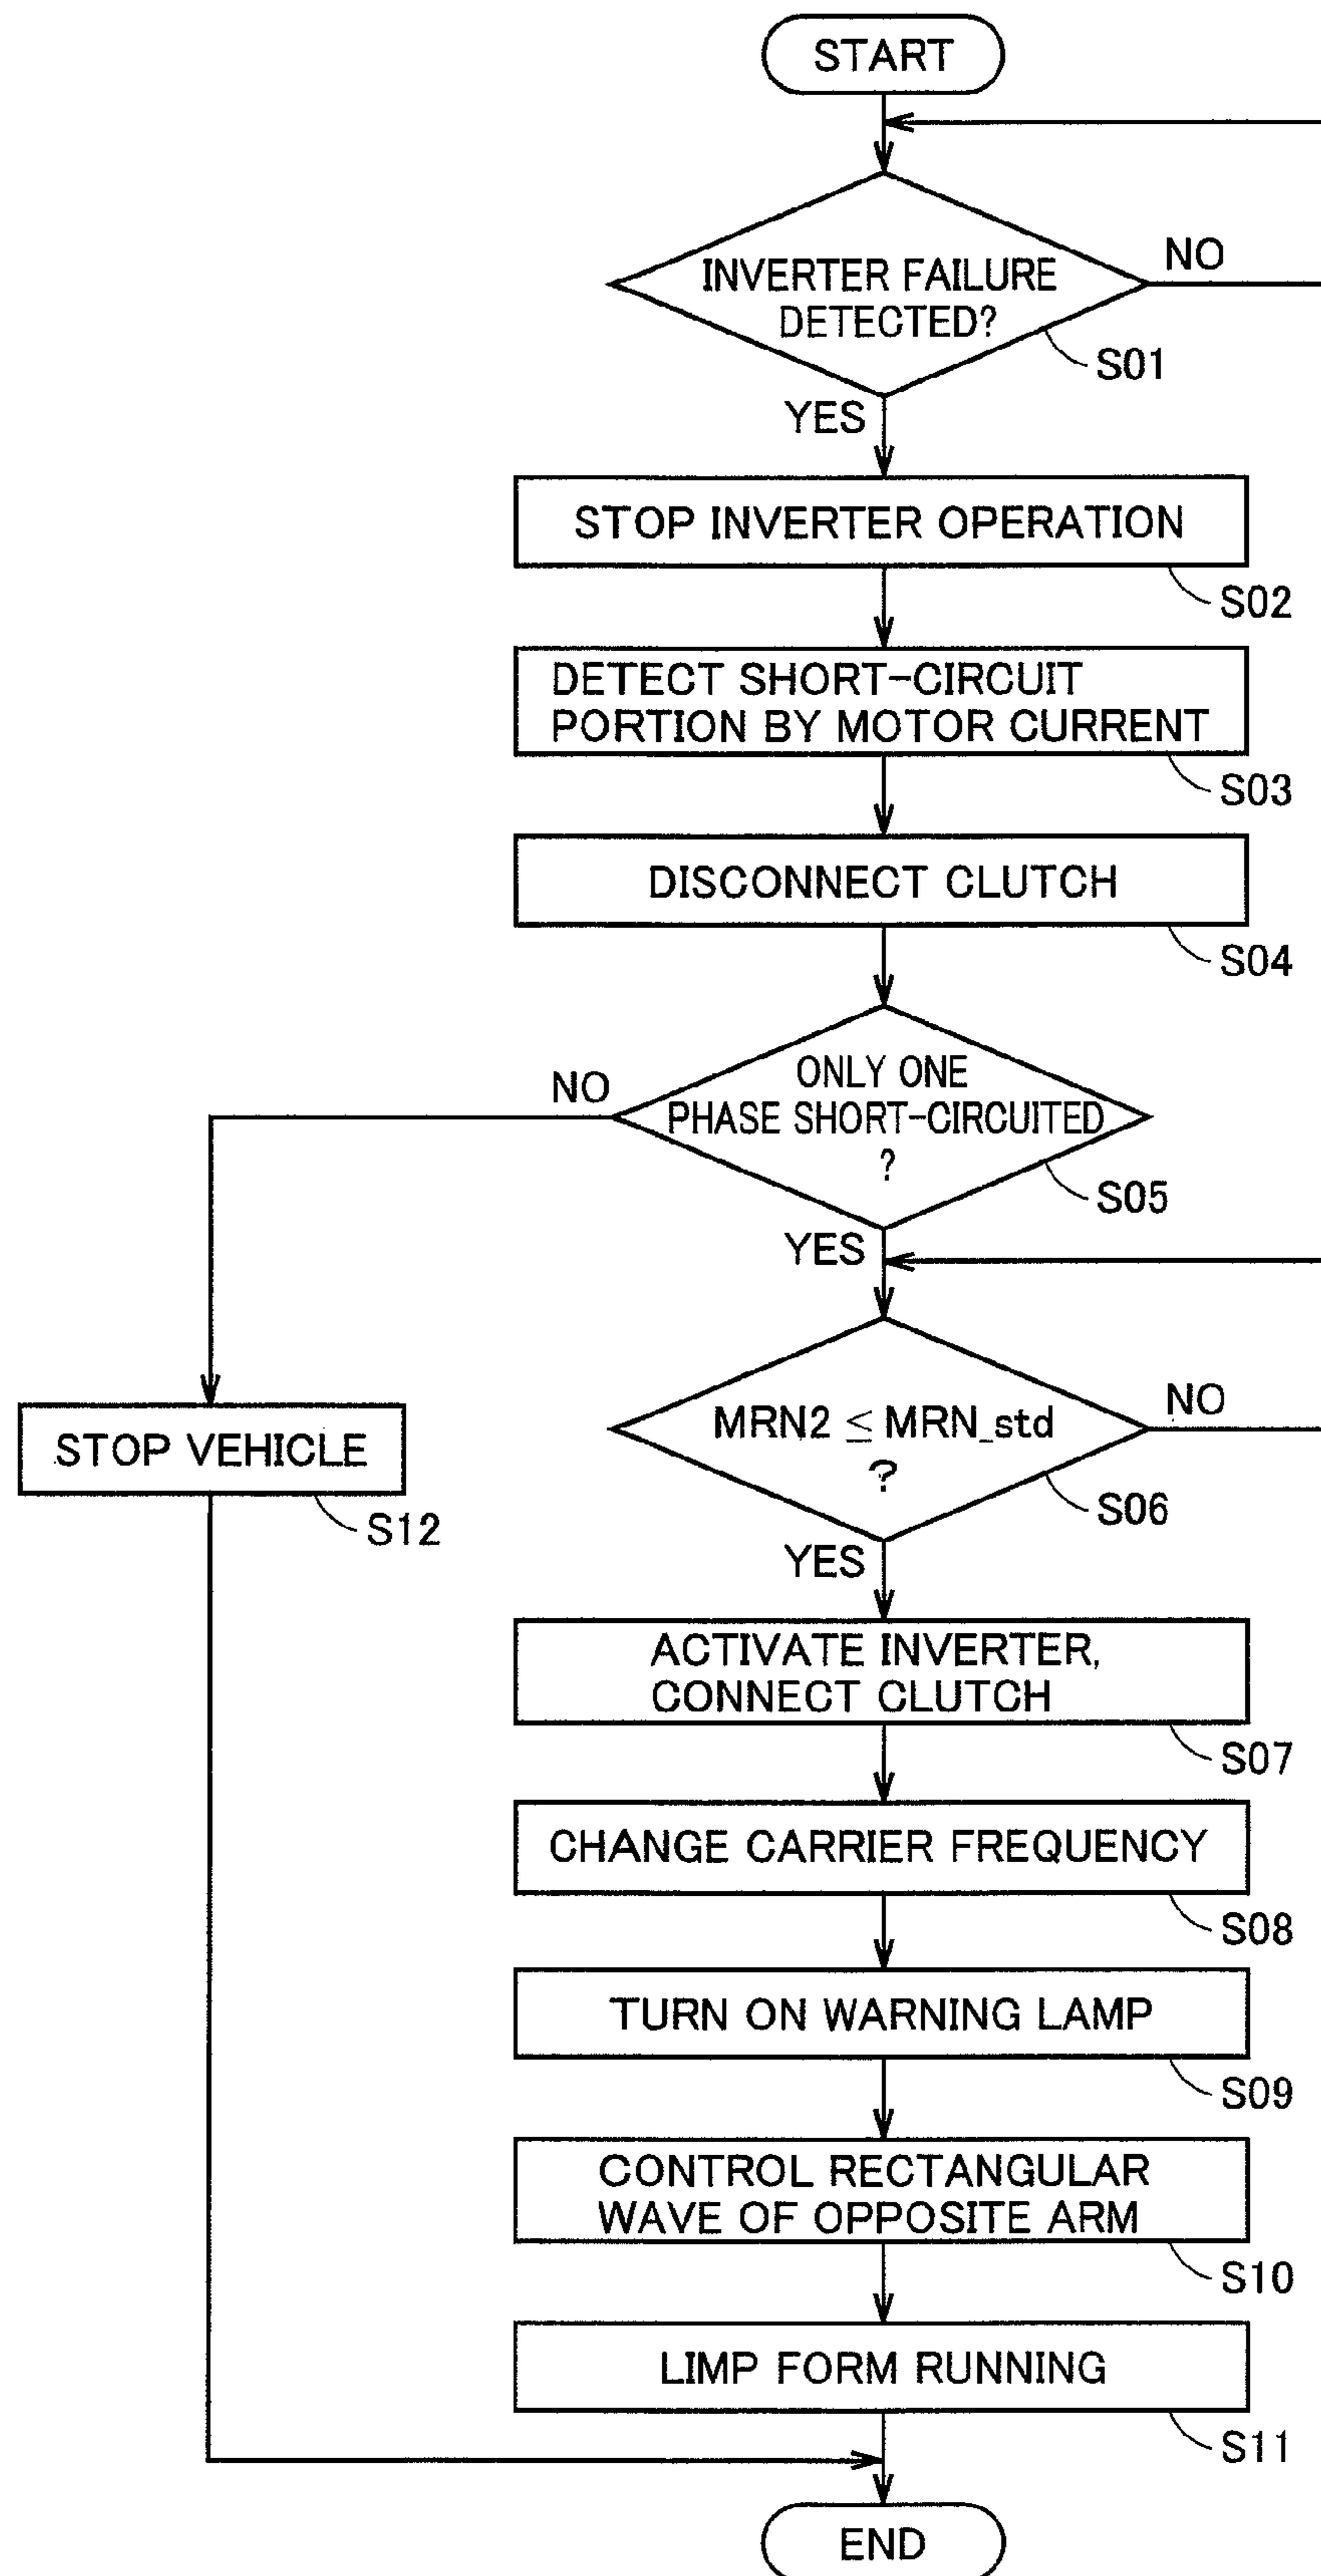 START
INVERTER FAILURE
DETECTED?
NO
S01
YES
STOP INVERTER OPERATION
S02
DETECT SHORT-CIRCUIT
PORTION BY MOTOR CURRENT
S03
DISCONNECT CLUTCH
S04
ONLY ONE
PHASE SHORT-CIRCUITED
?
NO
S05
YES
MRN2 ≤ MRN_std
?
NO
S06
YES
STOP VEHICLE
S12
ACTIVATE INVERTER,
CONNECT CLUTCH
S07
CHANGE CARRIER FREQUENCY
S08
TURN ON WARNING LAMP
S09
CONTROL RECTANGULAR
WAVE OF OPPOSITE ARM
S10
LIMP FORM RUNNING
S11
END